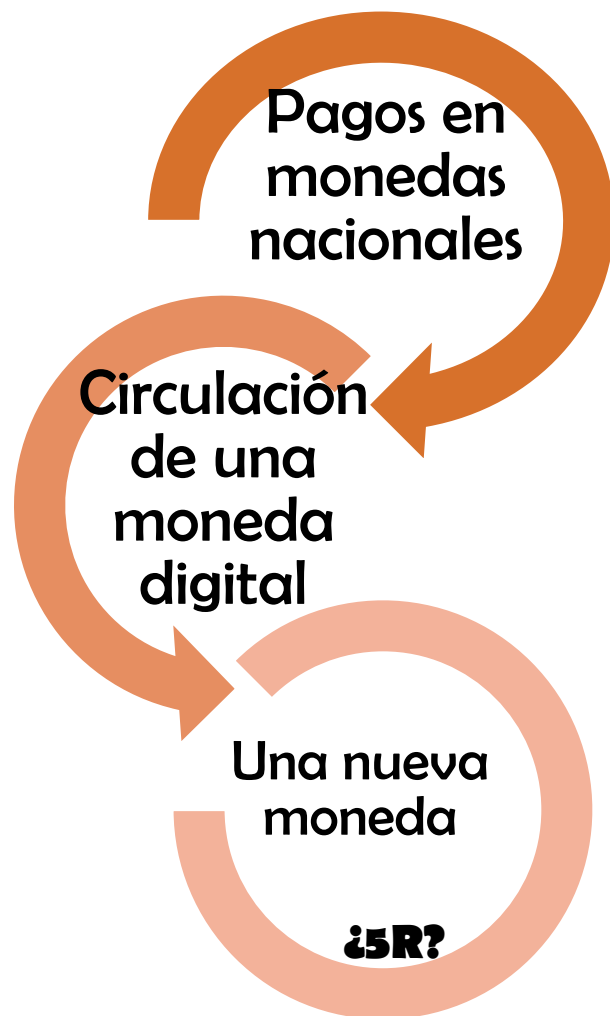 Pagos en
monedas
nacionales
Circulación
de una
moneda
digital
Una nueva
moneda
¿5R?